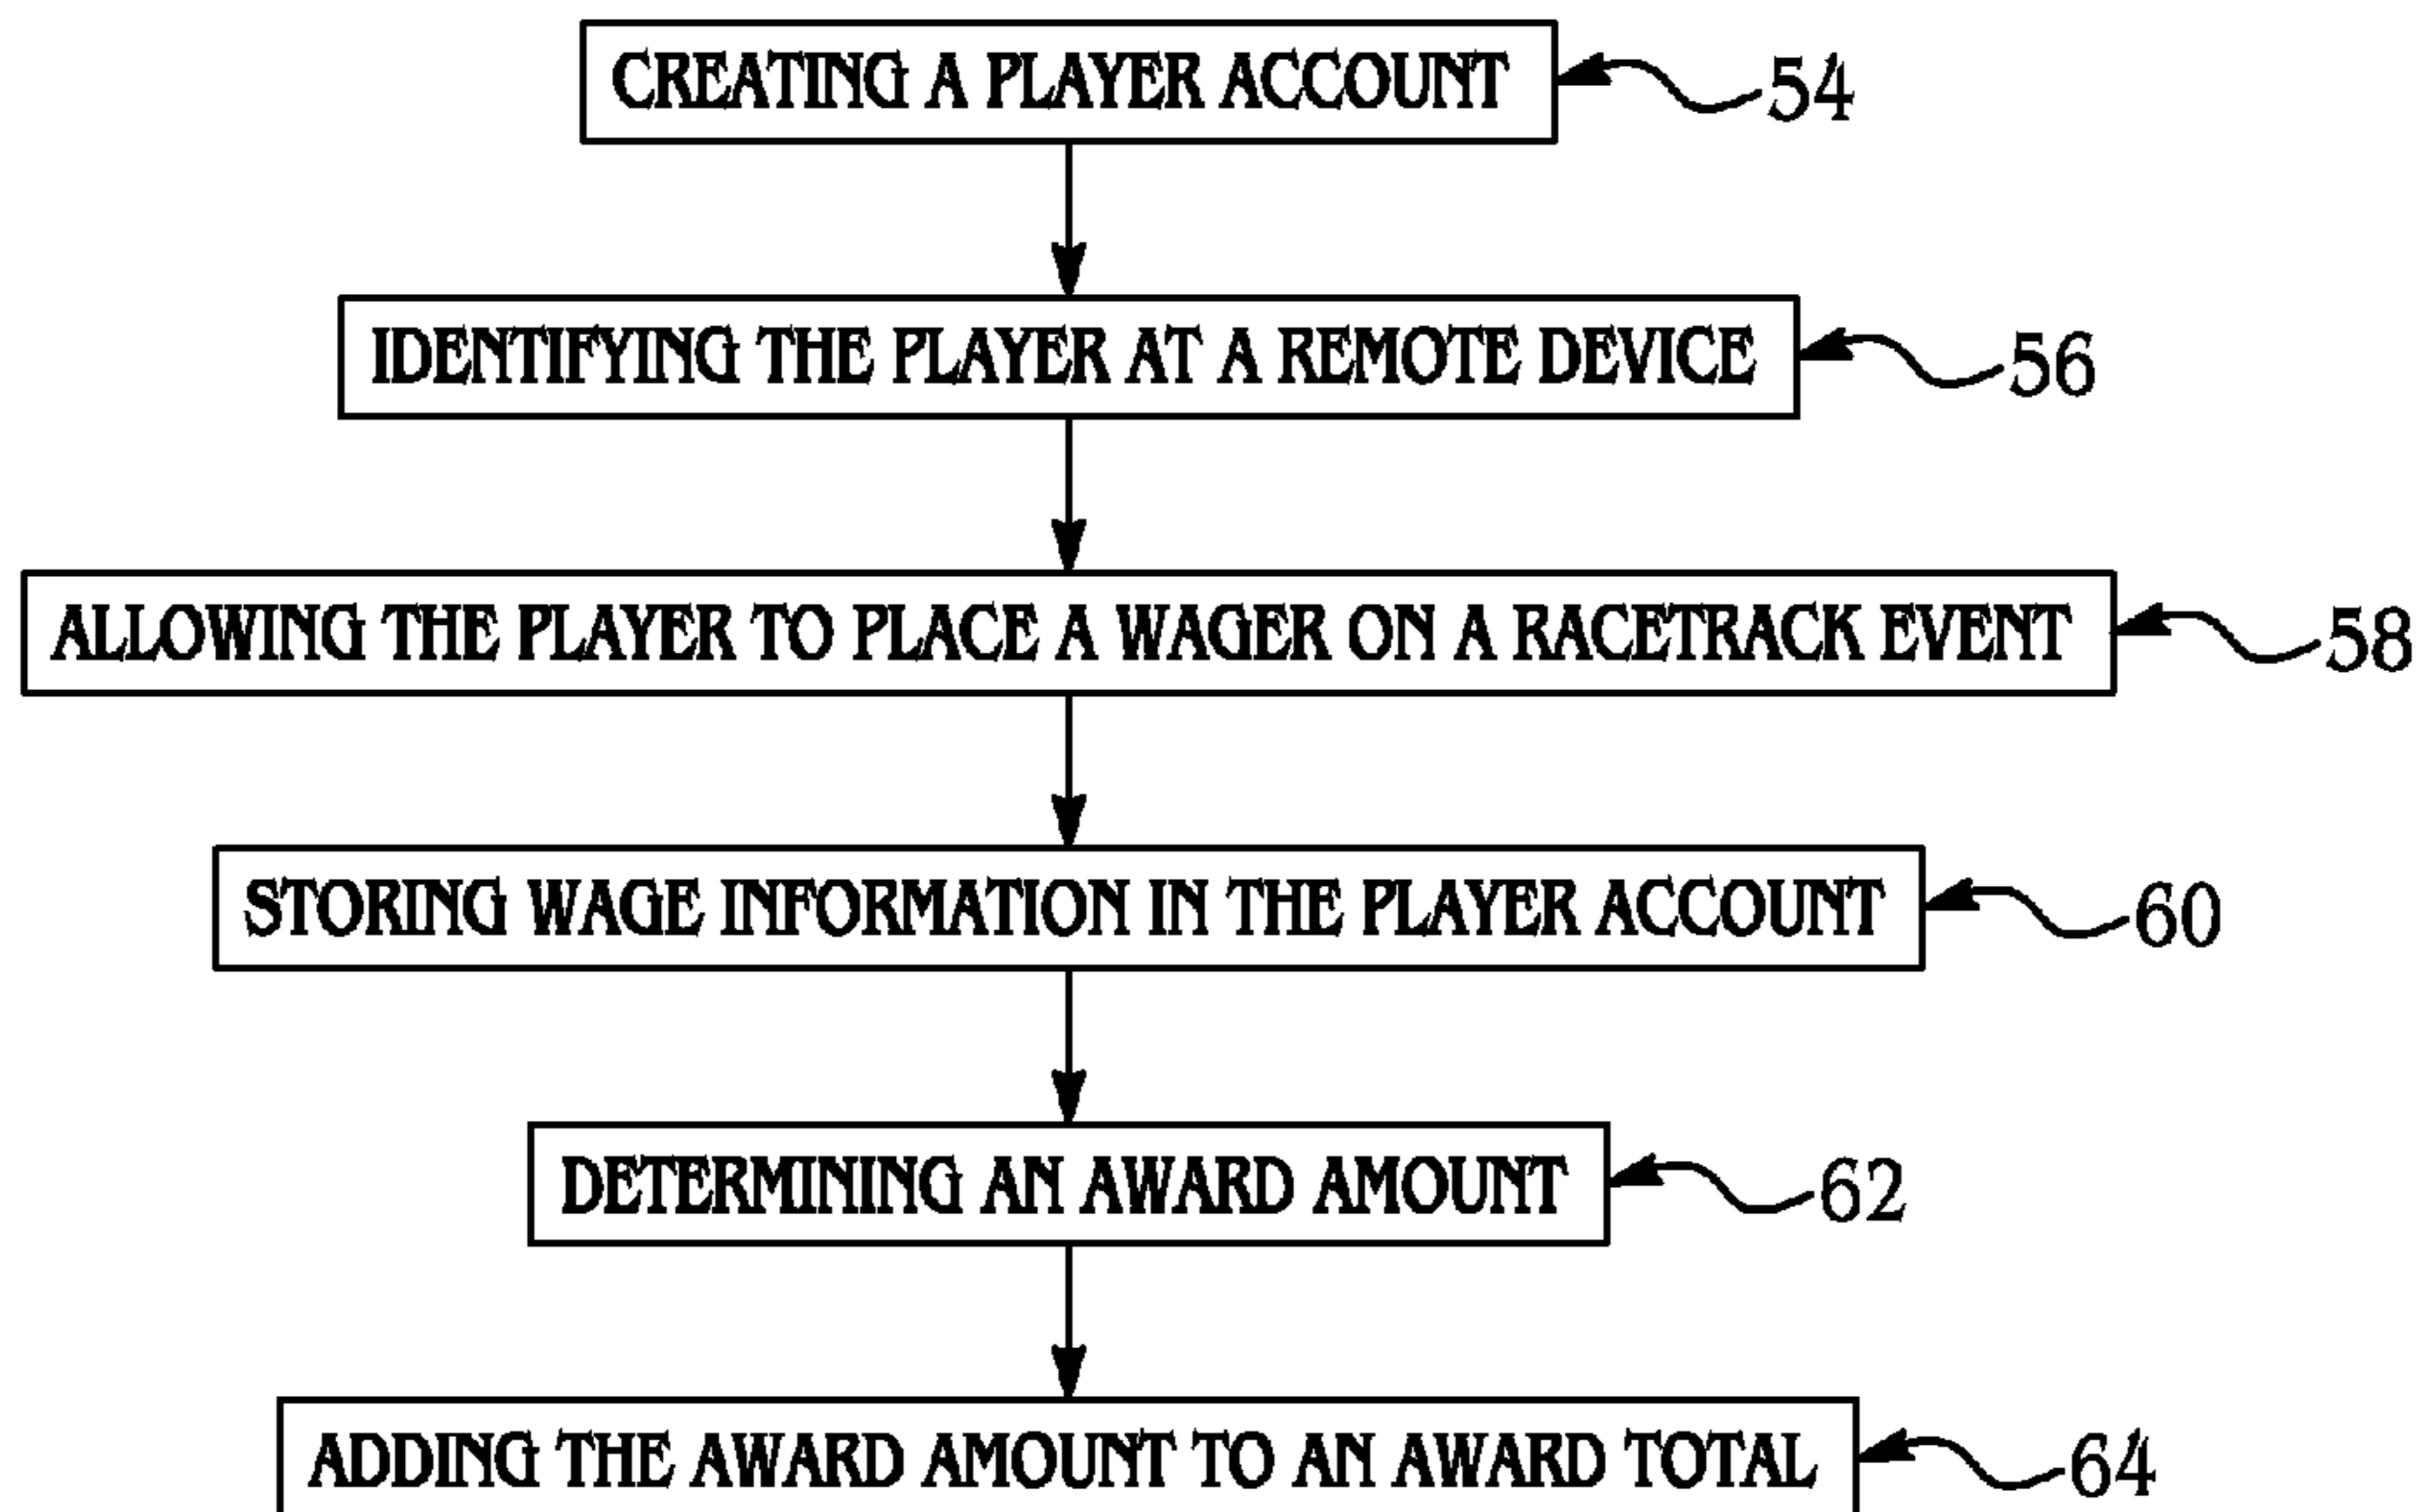 CREATING A PLAYER ACCOUNT 54
IDENTIFYING THE PLAYER AT A REMOTE DEVICE 56
ALLOWING THE PLAYER TO PLACE A WAGER ON A RACETRACK EVENT 58
STORING WAGE INFORMATION IN THE PLAYER ACCOUNT 60
DETERMINING AN AWARD AMOUNT 62
ADDING THE AWARD AMOUNT TO AN AWARD TOTAL 64